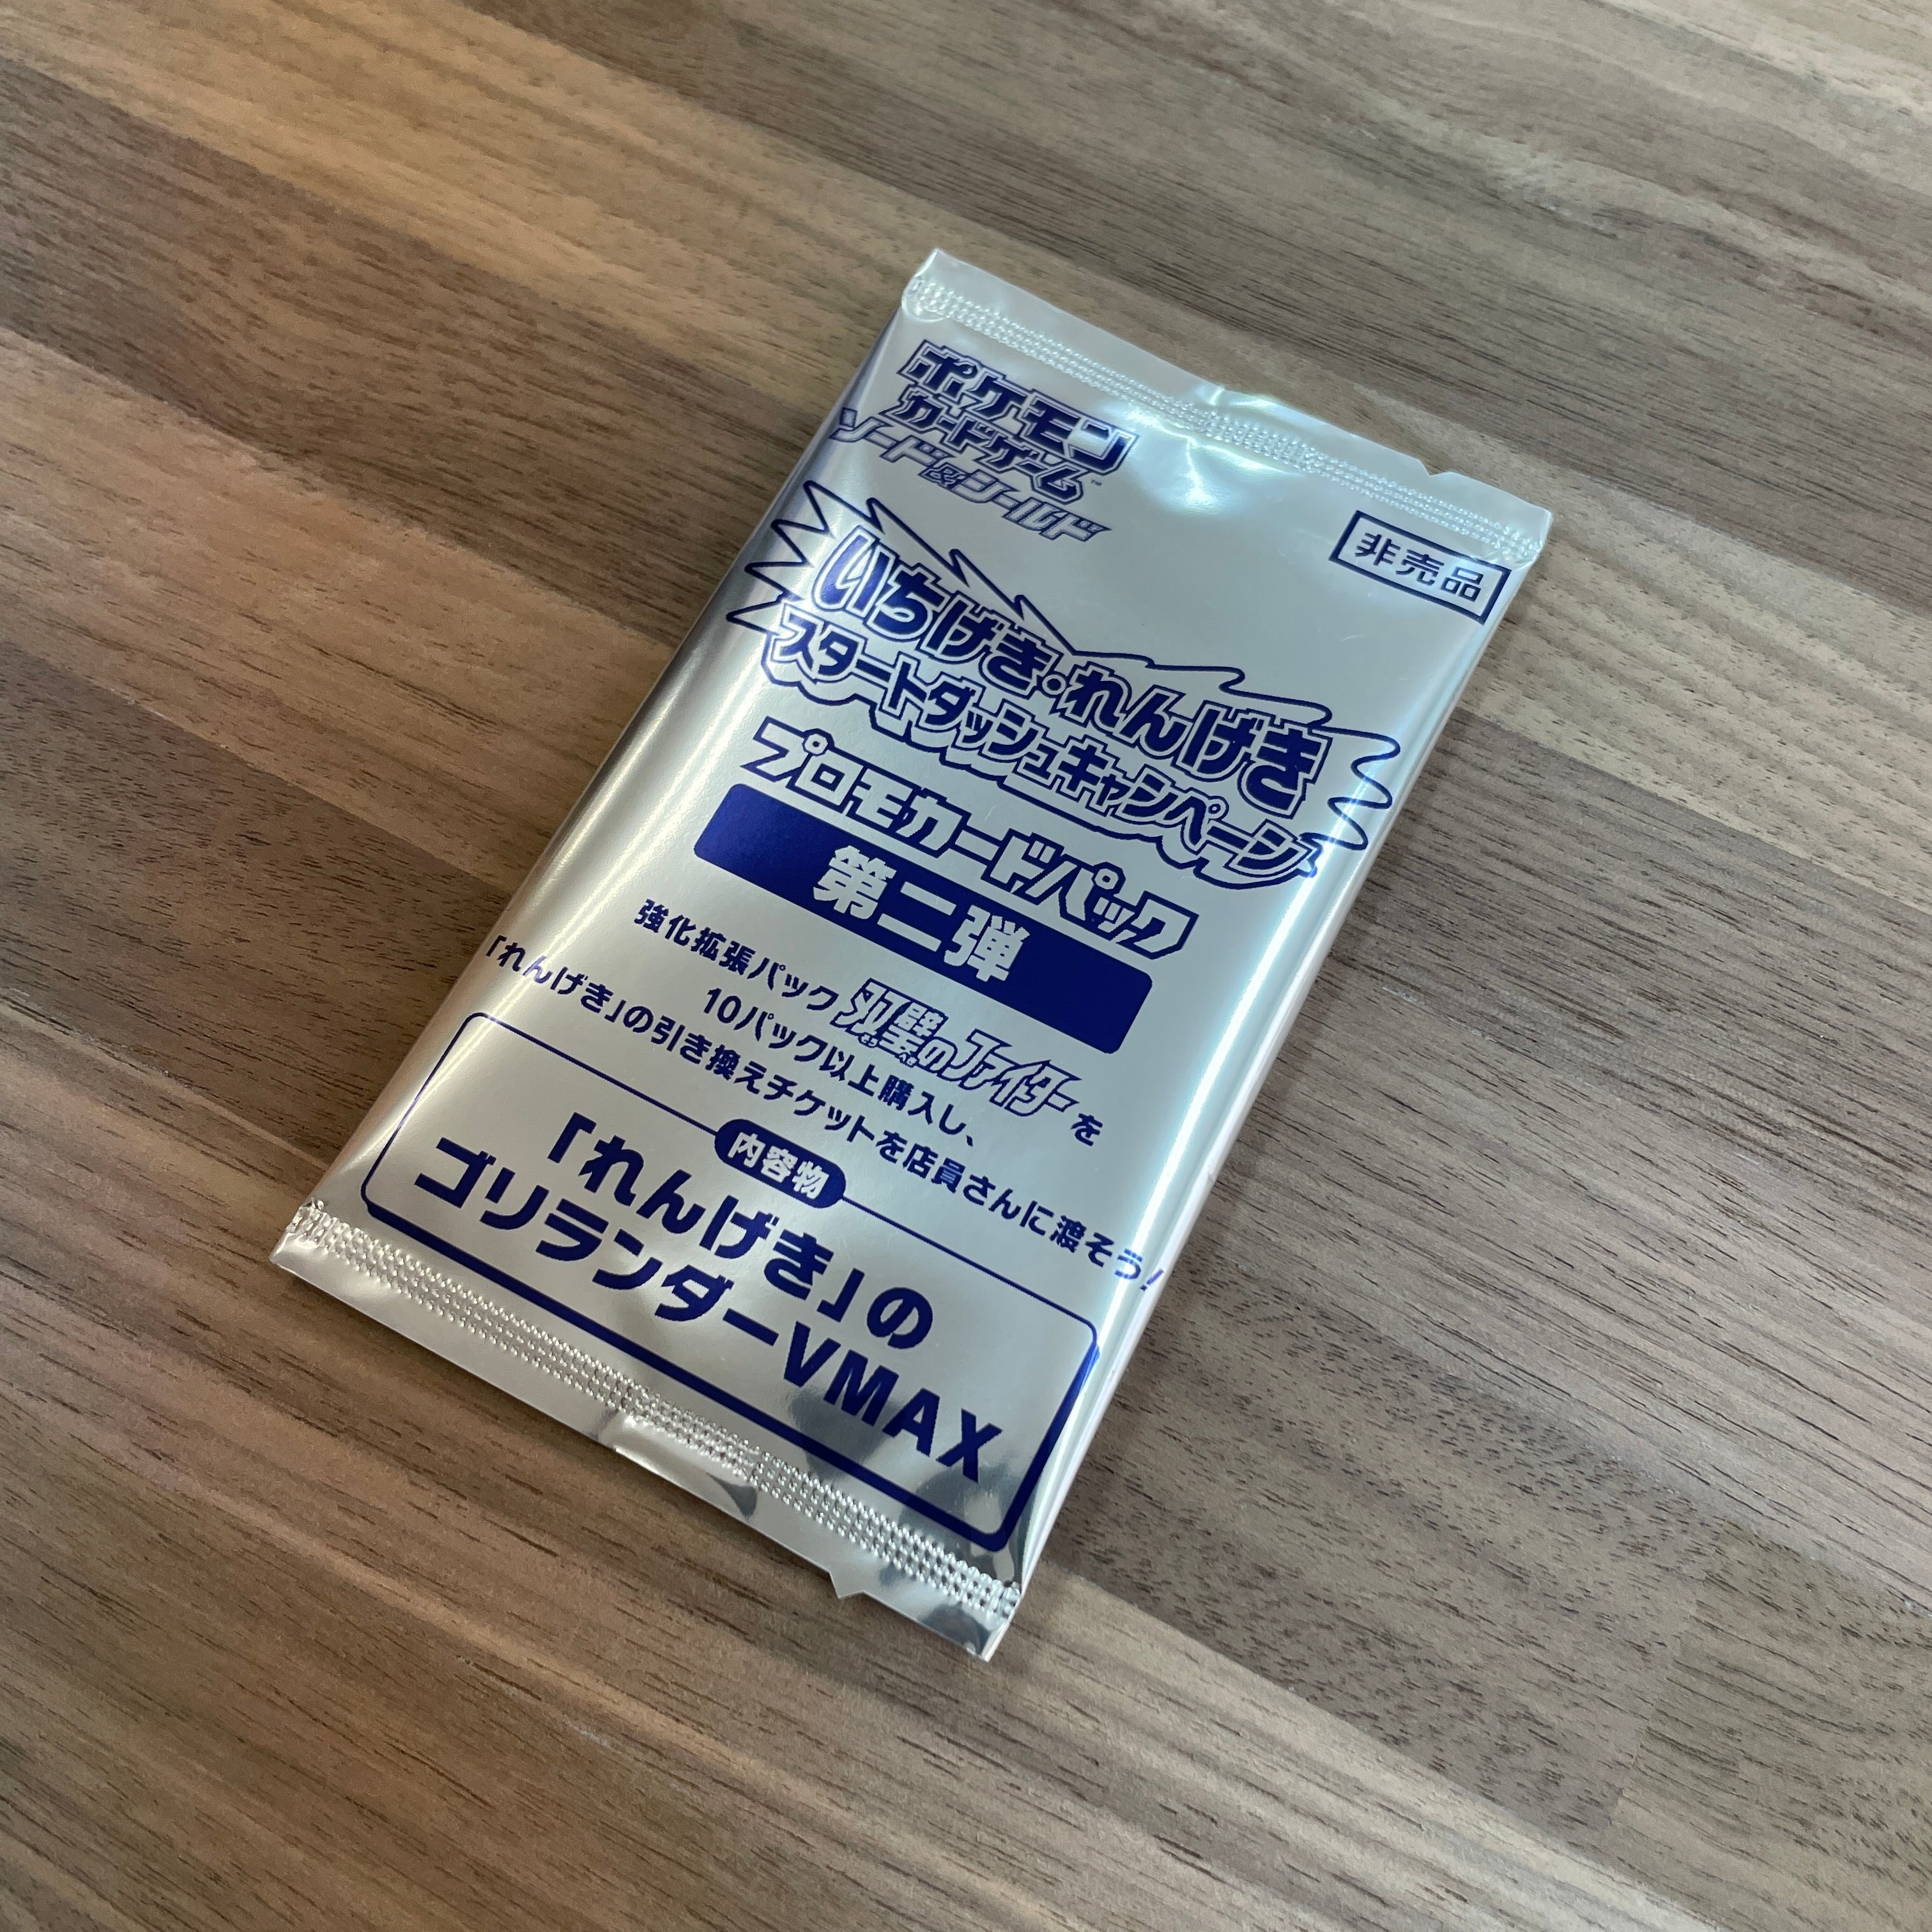 ポケモン
カードゲーム™
ソード&シールド
非売品
いちげき・れんげき
スタートダッシュキャンペーン
プロモカードパック
第二弾
強化拡張パック 双璧のファイターを
そう へき
10パック以上購入し、
「れんげき」の引き換えチケットを店員さんに渡そう!
内容物
「れんげき」の
ゴリランダーVMAX